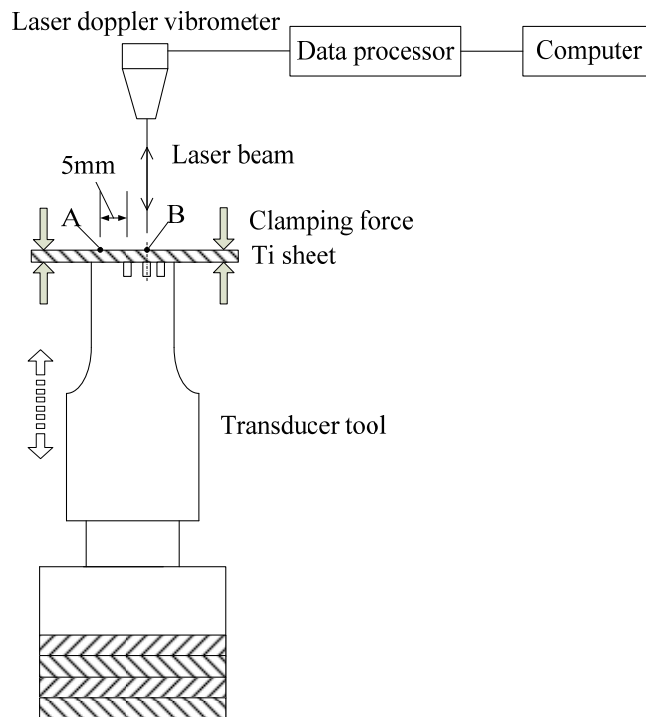 Laser doppler vibrometer
Data processor
Computer
Laser beam
5mm
A
B
Clamping force
Ti sheet
Transducer tool